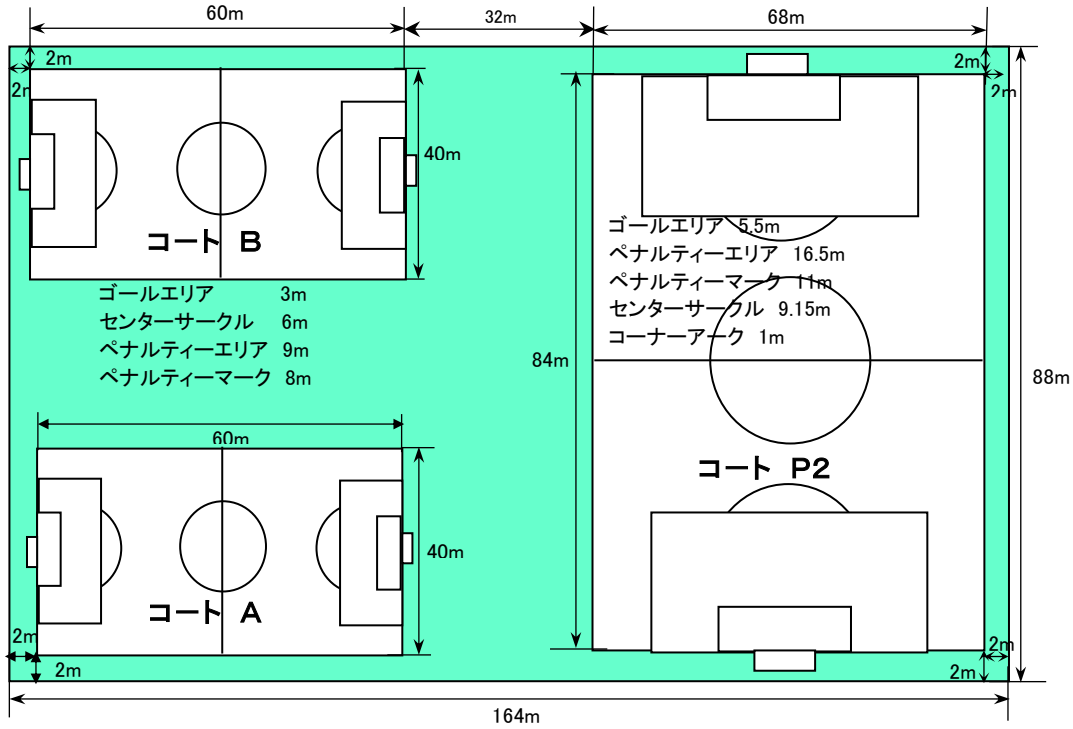 60m
32m
68m
2m
2m
2m
2m
40m
コート B
ゴールエリア 3m
センターサークル 6m
ペナルティーエリア 9m
ペナルティーマーク 8m
ゴールエリア 5.5m
ペナルティーエリア 16.5m
ペナルティーマーク 11m
センターサークル 9.15m
コーナーアーク 1m
84m
88m
60m
40m
コート A
コート P2
2m
2m
2m
2m
164m